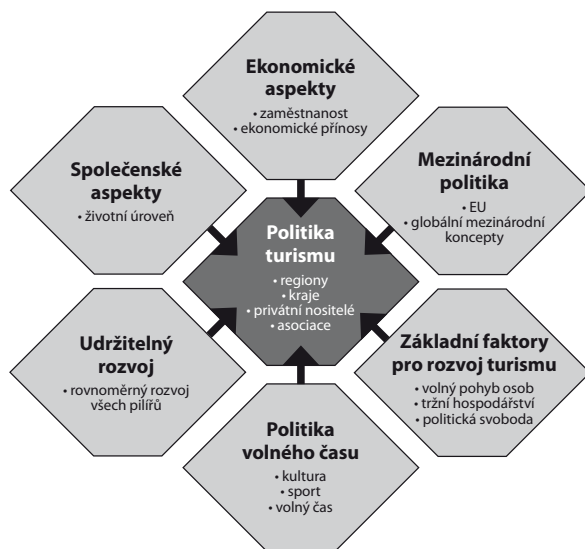 Ekonomické
aspekty
• zaměstnanost
• ekonomické přínosy
Společenské
aspekty
• životní úroveň
Mezinárodní
politika
• EU
• globální mezinárodní
koncepty
Politika
turismu
• regiony
• kraje
• privátní nositelé
• asociace
Udržitelný
rozvoj
• rovnoměrný rozvoj
všech pilířů
Základní faktory
pro rozvoj turismu
• volný pohyb osob
• tržní hospodářství
• politická svoboda
Politika
volného času
• kultura
• sport
• volný čas